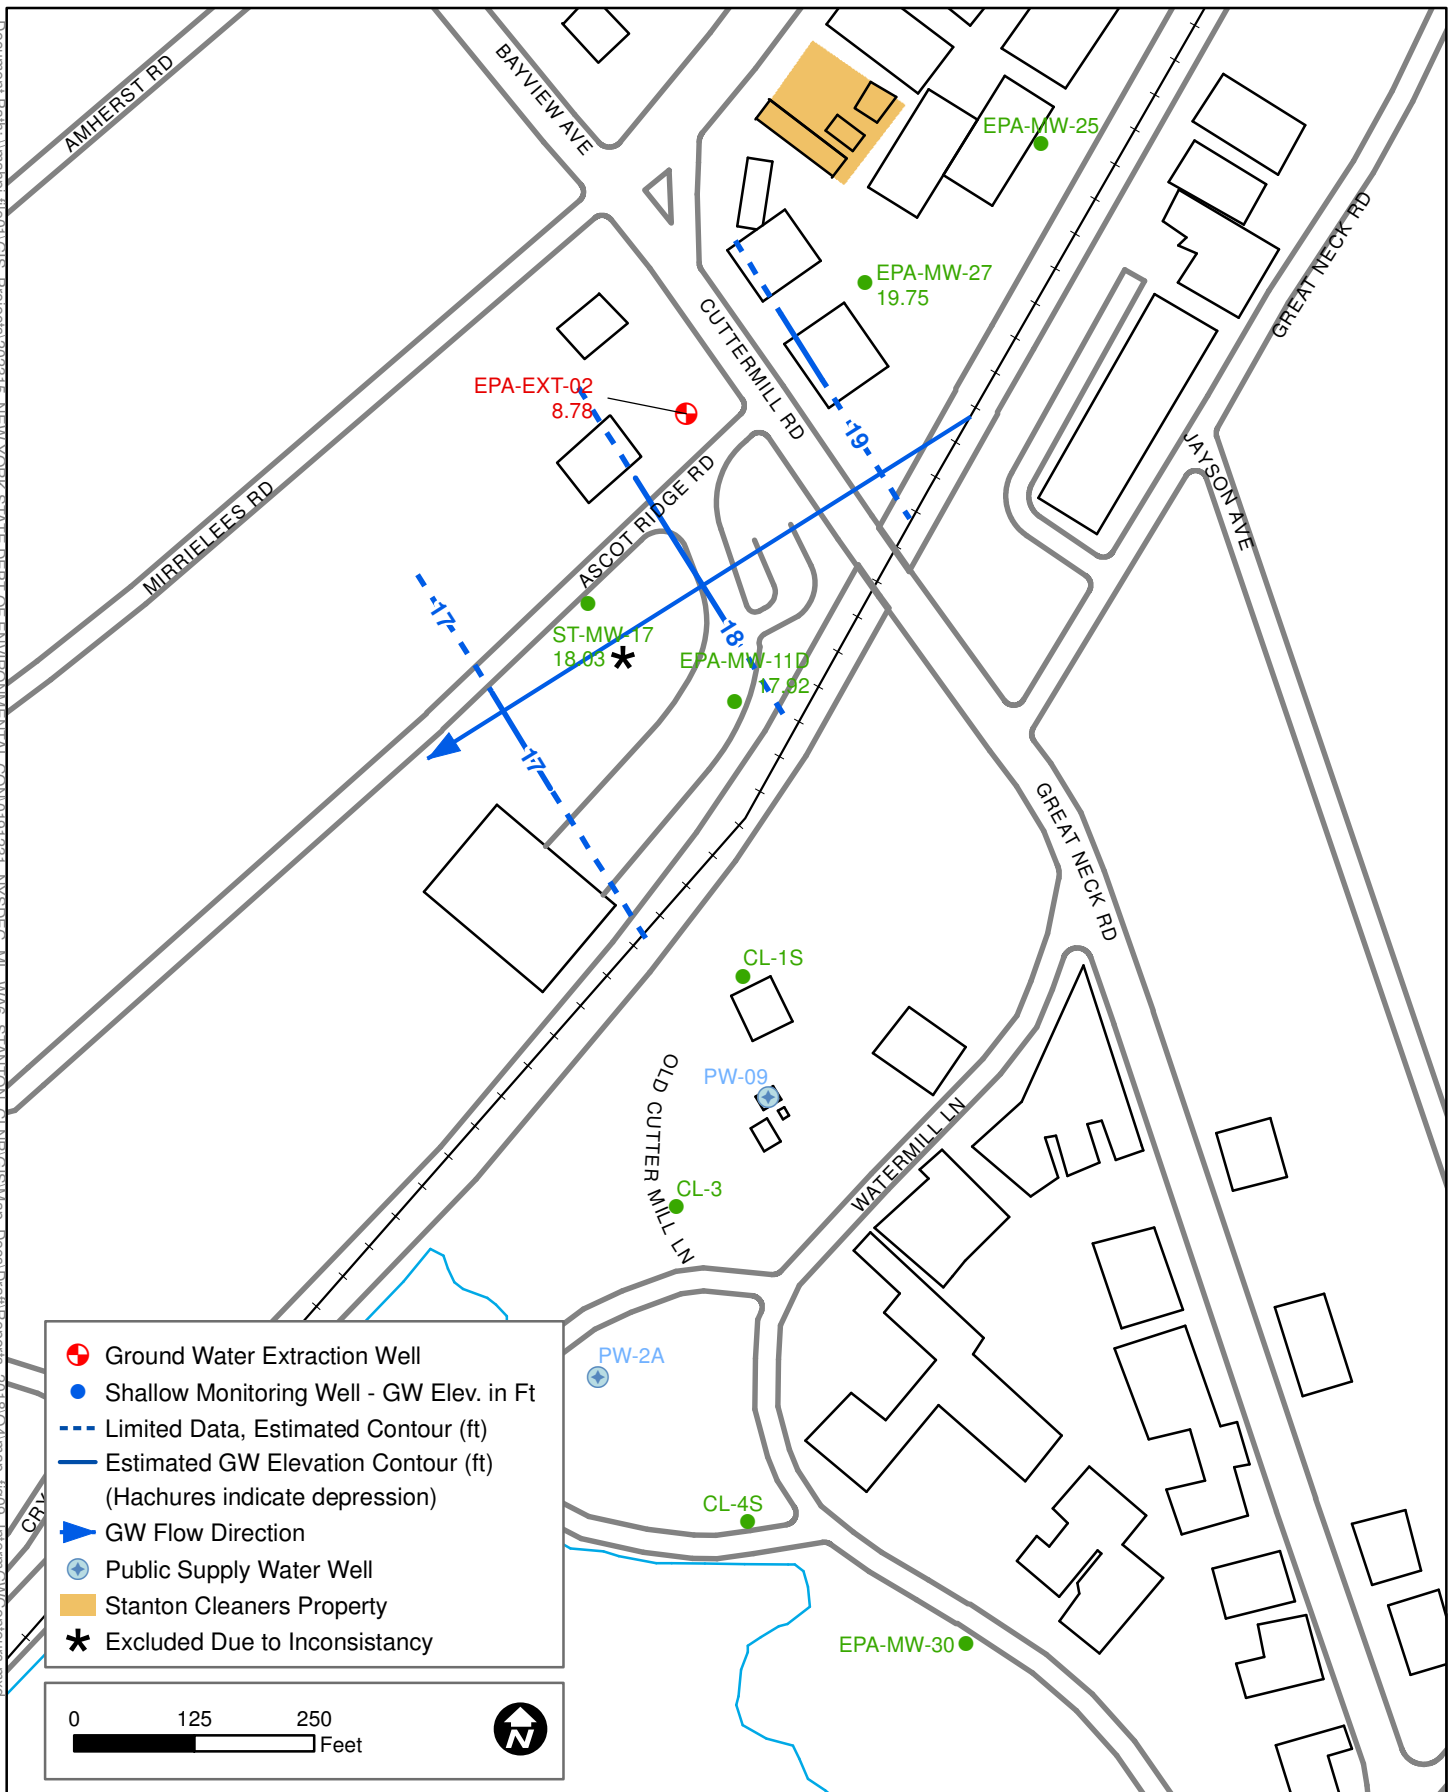 AMHERST RD
BAYVIEW AVE
EPA-MW-25
GREAT NECK RD
EPA-MW-27
19.75
CUTTERMILL RD
EPA-EXT-02
8.78
19
JAYSON AVE
MIRRIELEES RD
ASCOT RIDGE RD
17
18
ST-MW-17
18.03
EPA-MW-11D
17.92
17
GREAT NECK RD
CL-1S
OLD CUTTER MILL LN
PW-09
WATERMILL LN
CL-3
PW-2A
CL-4S
EPA-MW-30
CRY
Ground Water Extraction Well
Shallow Monitoring Well - GW Elev. in Ft
Limited Data, Estimated Contour (ft)
Estimated GW Elevation Contour (ft)
(Hachures indicate depression)
GW Flow Direction
Public Supply Water Well
Stanton Cleaners Property
Excluded Due to Inconsistancy
0 125 250
Feet
N